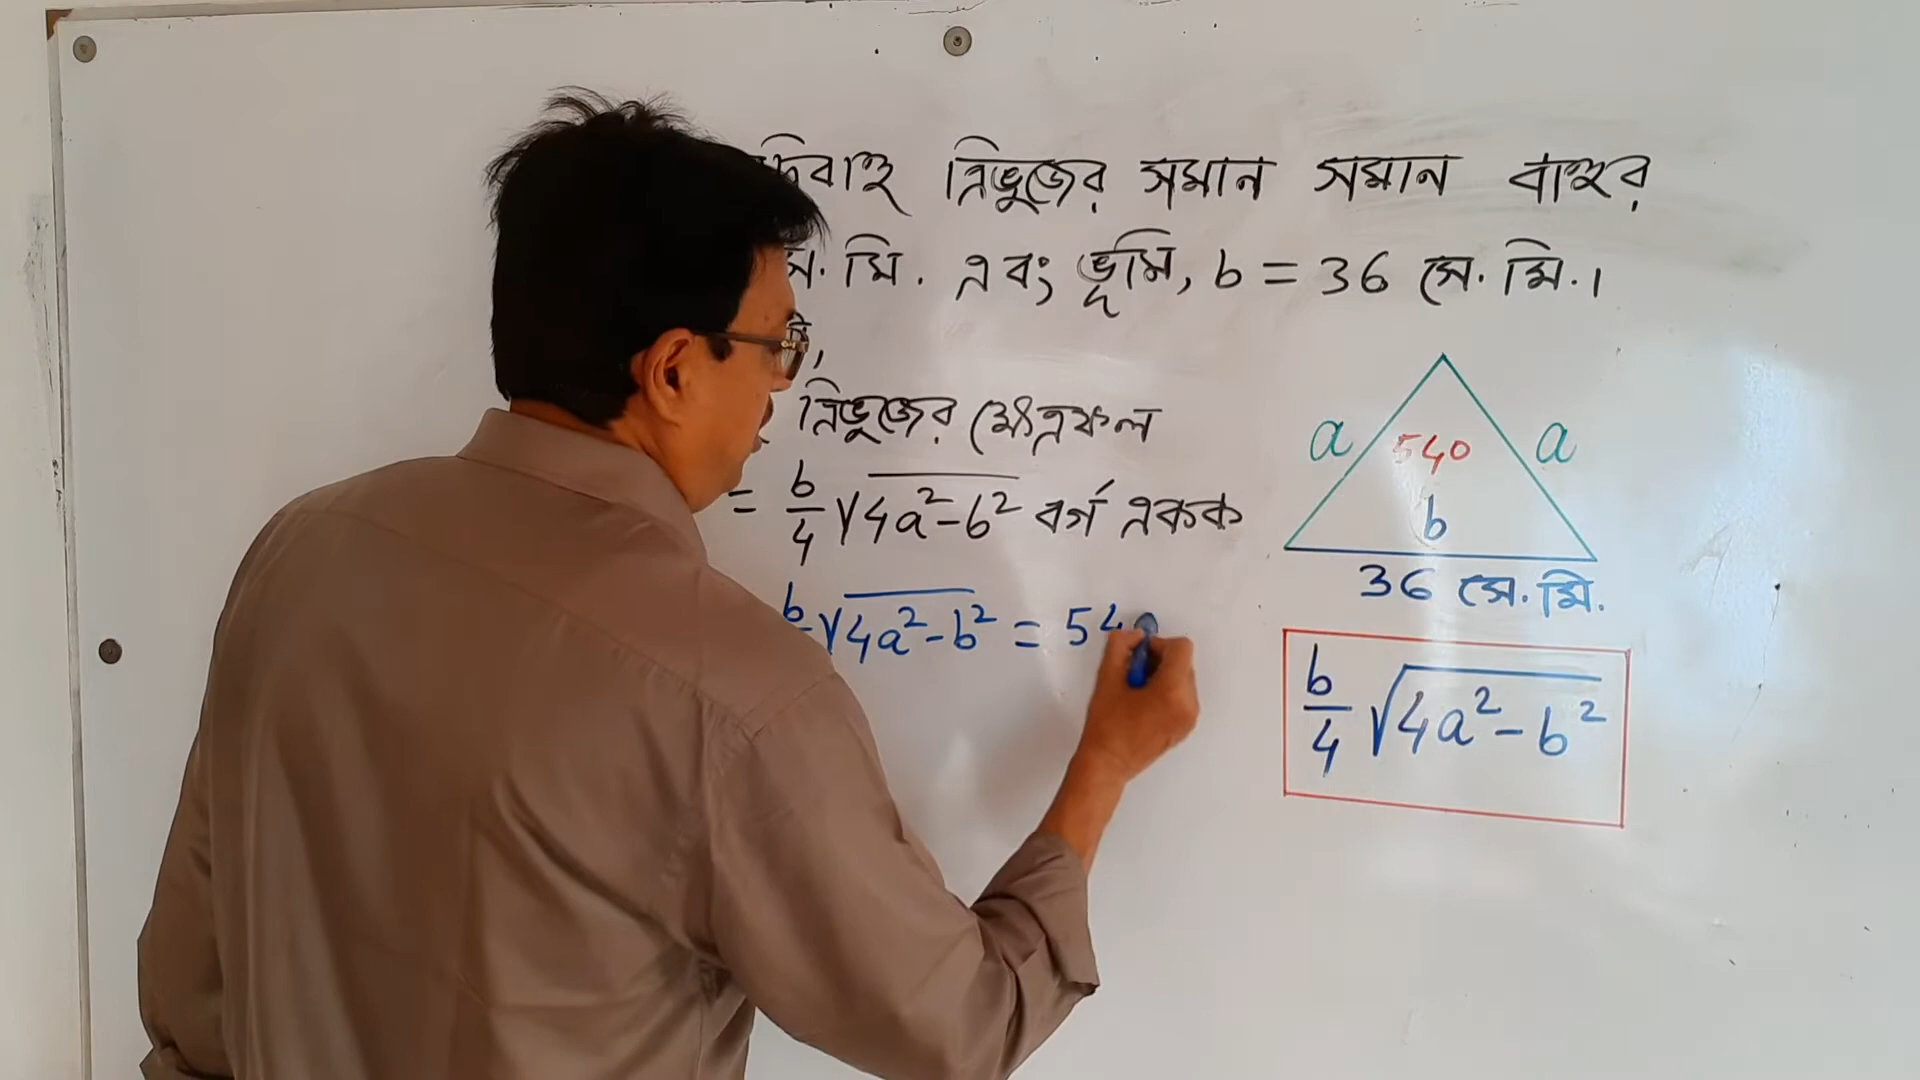 ত্রিভুজের সমান সমান বাহুর
মি. এবং ভূমি, b = 36 সে. মি.।
ত্রিভুজের ক্ষেত্রফল
= b/4 √4a²-b² বর্গ একক
√4a²-b² = 54
a 540 a
b
36 সে. মি.
b/4 √4a²-b²